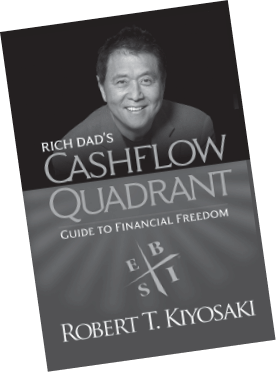 RICH DAD'S
CASHFLOW
QUADRANT
GUIDE TO FINANCIAL FREEDOM
E B
S I
ROBERT T. KIYOSAKI